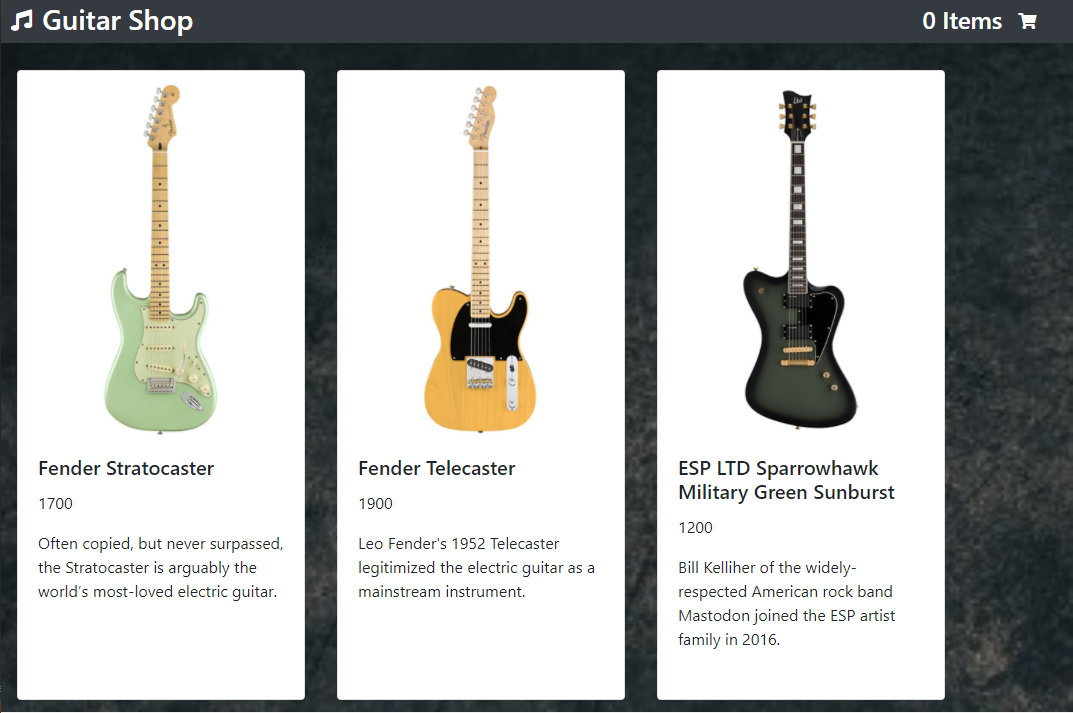 Guitar Shop
0 Items
Fender Stratocaster
1700
Often copied, but never surpassed,
the Stratocaster is arguably the
world’s most-loved electric guitar.
Fender Telecaster
1900
Leo Fender's 1952 Telecaster
legitimized the electric guitar as a
mainstream instrument.
ESP LTD Sparrowhawk
Military Green Sunburst
1200
Bill Kelliher of the widely-
respected American rock band
Mastodon joined the ESP artist
family in 2016.